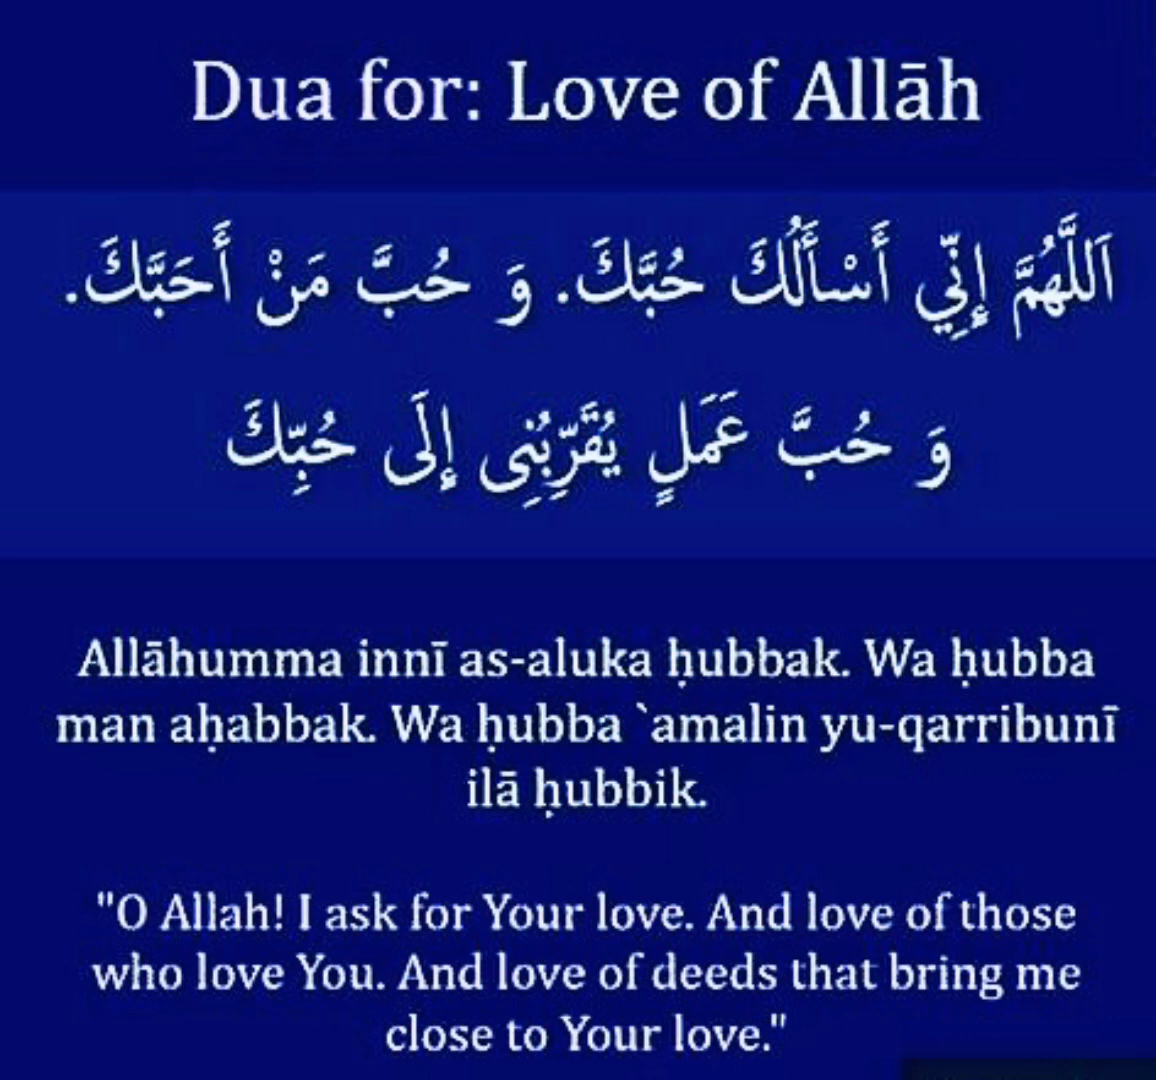 Dua for: Love of Allāh
اَللَّهُمَّ إِنِّي أَسْأَلُكَ حُبَّكَ. وَ حُبَّ مَنْ أَحَبَّكَ.
وَ حُبَّ عَمَلٍ يُقَرِّبُنِى إِلَى حُبِّكَ
Allāhumma innī as-aluka ḥubbak. Wa ḥubba
man aḥabbak. Wa ḥubba `amalin yu-qarribunī
ilā ḥubbik.
"O Allah! I ask for Your love. And love of those
who love You. And love of deeds that bring me
close to Your love."